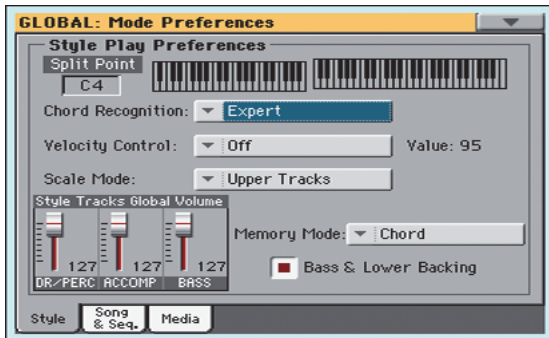 GLOBAL: Mode Preferences
Style Play Preferences
Split Point
C4
Chord Recognition: Expert
Velocity Control: Off Value: 95
Scale Mode: Upper Tracks
Style Tracks Global Volume
Memory Mode: Chord
127 127 127
Bass & Lower Backing
DR/PERC ACCOMP BASS
Style Song & Seq. Media